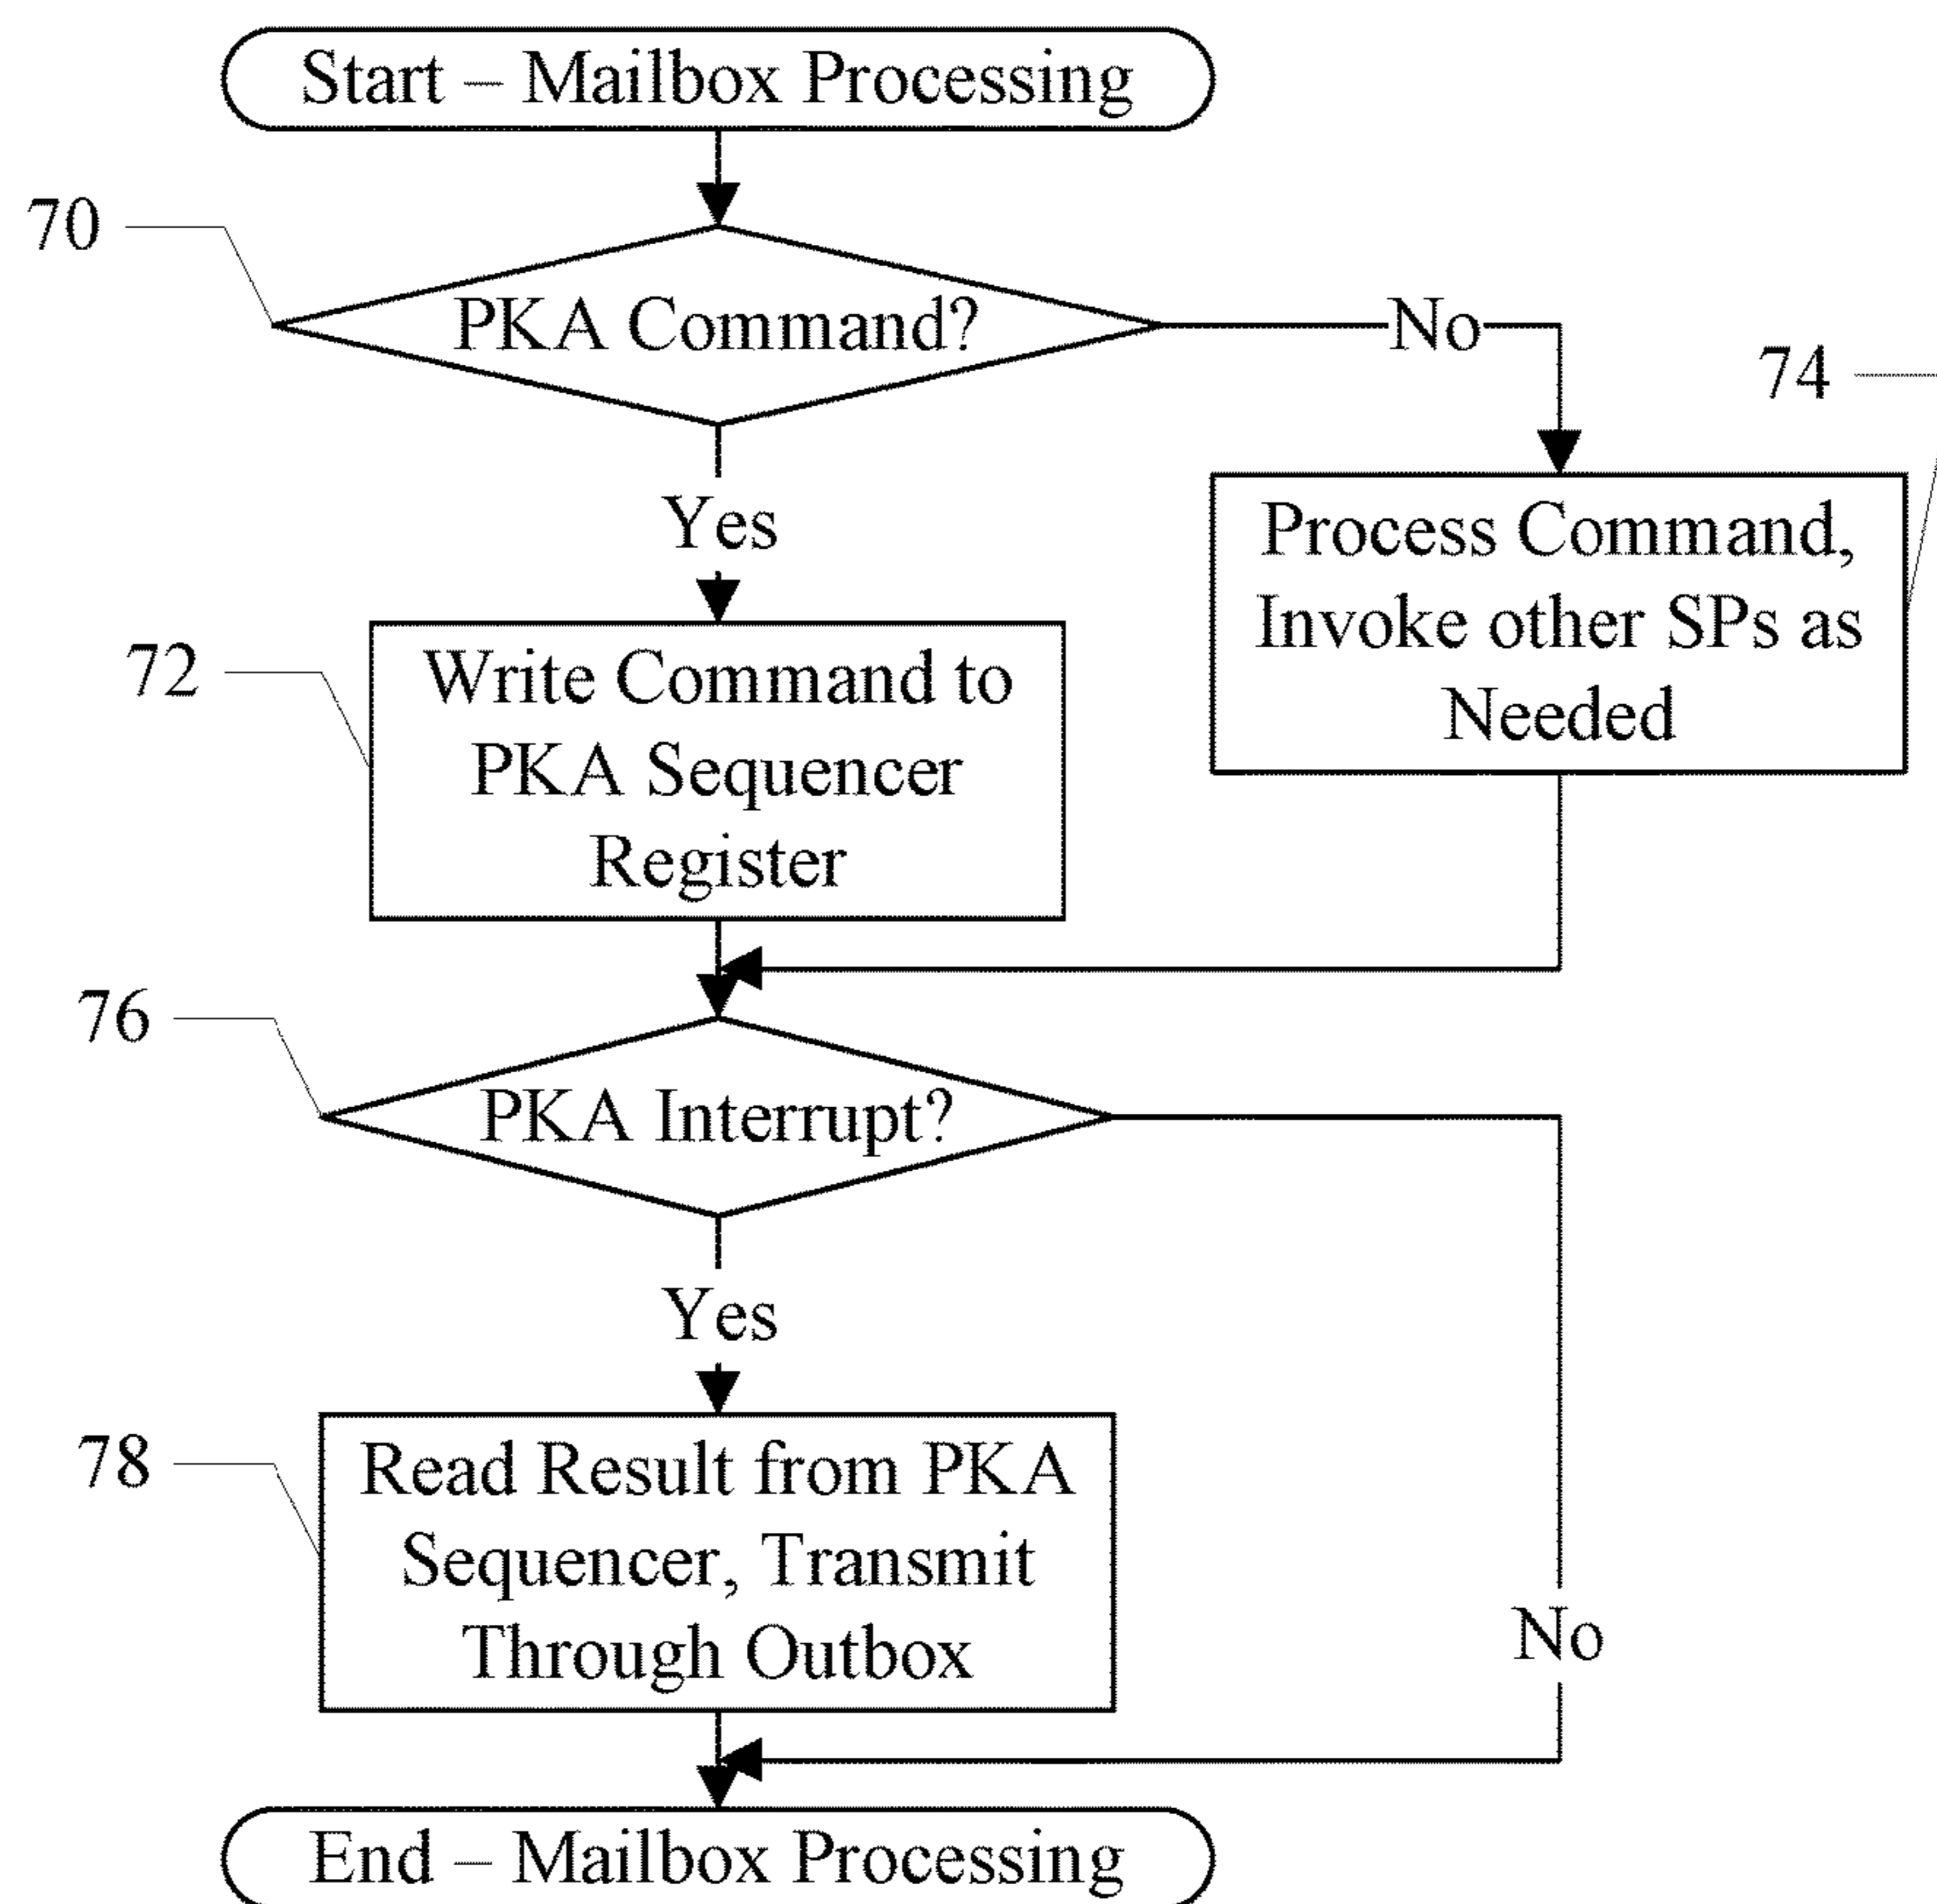 Start – Mailbox Processing
70
PKA Command?
No
74
Yes
Process Command,
Invoke other SPs as
Needed
72
Write Command to
PKA Sequencer
Register
76
PKA Interrupt?
Yes
78
Read Result from PKA
Sequencer, Transmit
Through Outbox
No
End – Mailbox Processing